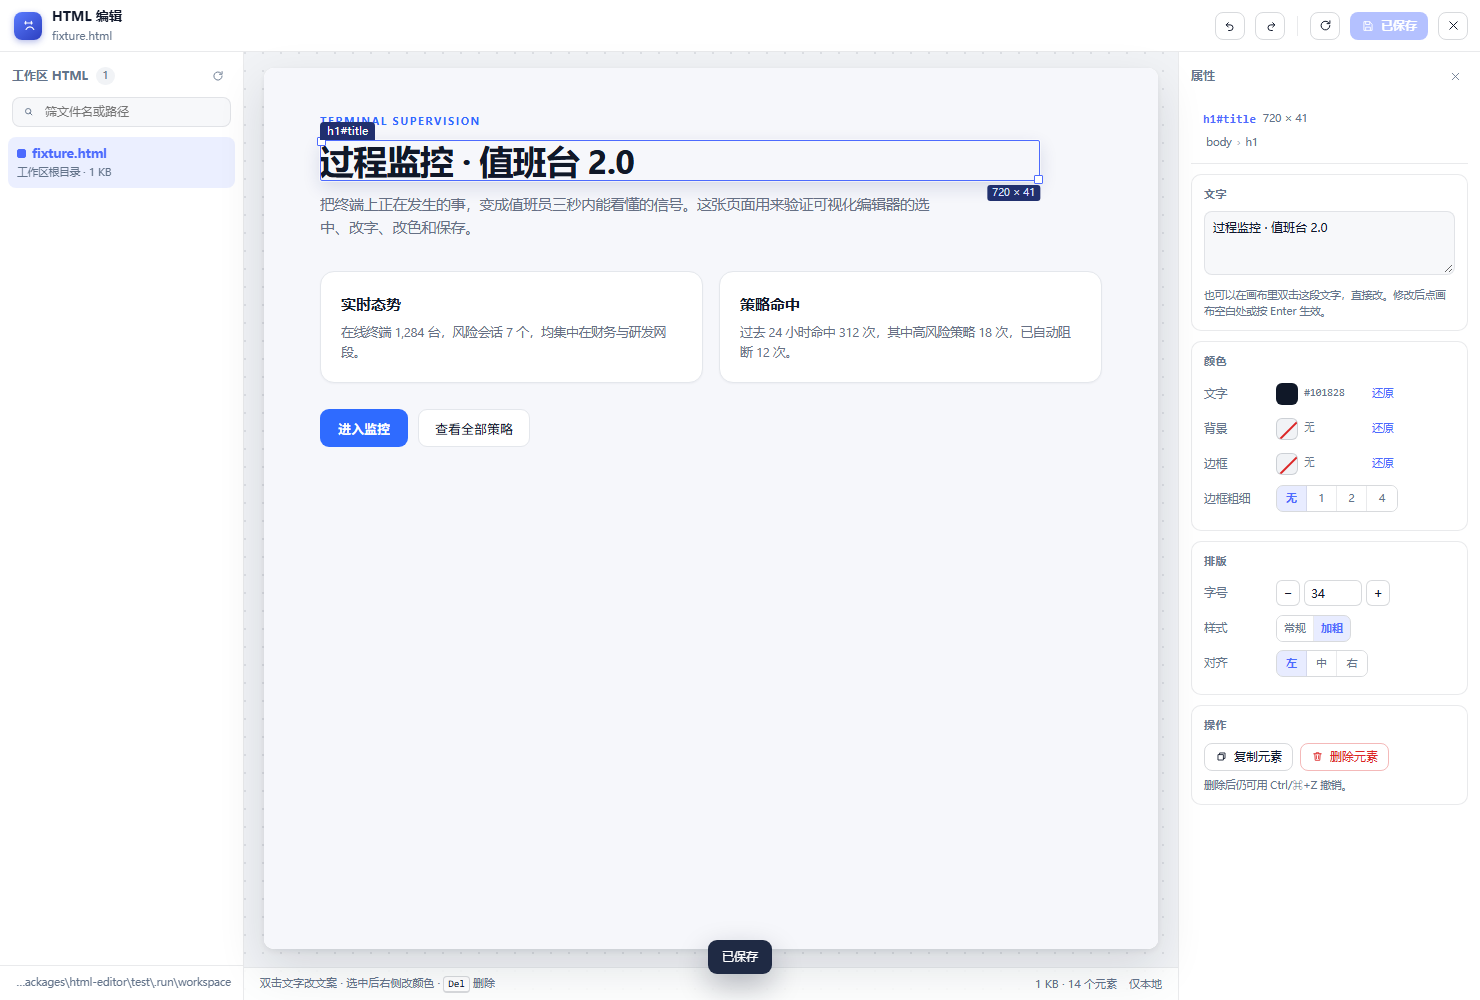 HTML 编辑
fixture.html
已保存
工作区 HTML 1
筛文件名或路径
fixture.html
工作区根目录 · 1 KB
...ackages\html-editor\test\.run\workspace
TERMINAL SUPERVISION
h1#title
过程监控 · 值班台 2.0
720 × 41
把终端上正在发生的事，变成值班员三秒内能看懂的信号。这张页面用来验证可视化编辑器的选
中、改字、改色和保存。
实时态势
在线终端 1,284 台，风险会话 7 个，均集中在财务与研发网
段。
策略命中
过去 24 小时命中 312 次，其中高风险策略 18 次，已自动阻
断 12 次。
进入监控
查看全部策略
已保存
双击文字改文案 · 选中后右侧改颜色 · Del 删除
1 KB · 14 个元素 仅本地
属性
h1#title 720 × 41
body › h1
文字
过程监控 · 值班台 2.0
也可以在画布里双击这段文字，直接改。修改后点画
布空白处或按 Enter 生效。
颜色
文字 #101828 还原
背景 无 还原
边框 无 还原
边框粗细 无 1 2 4
排版
字号 − 34 +
样式 常规 加粗
对齐 左 中 右
操作
复制元素 删除元素
删除后仍可用 Ctrl/⌘+Z 撤销。